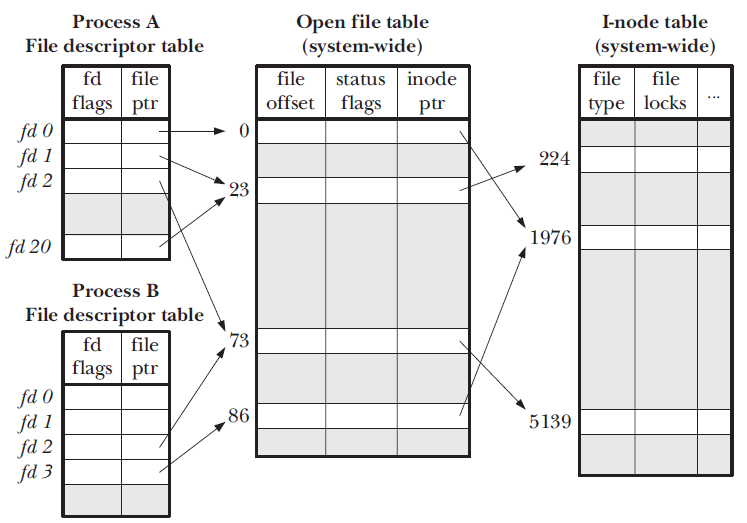 Process A
File descriptor table
fd file
flags ptr
fd 0
fd 1
fd 2
fd 20
Process B
File descriptor table
fd file
flags ptr
fd 0
fd 1
fd 2
fd 3
Open file table
(system-wide)
file status inode
offset flags ptr
0
23
73
86
I-node table
(system-wide)
file file ...
type locks
224
1976
5139